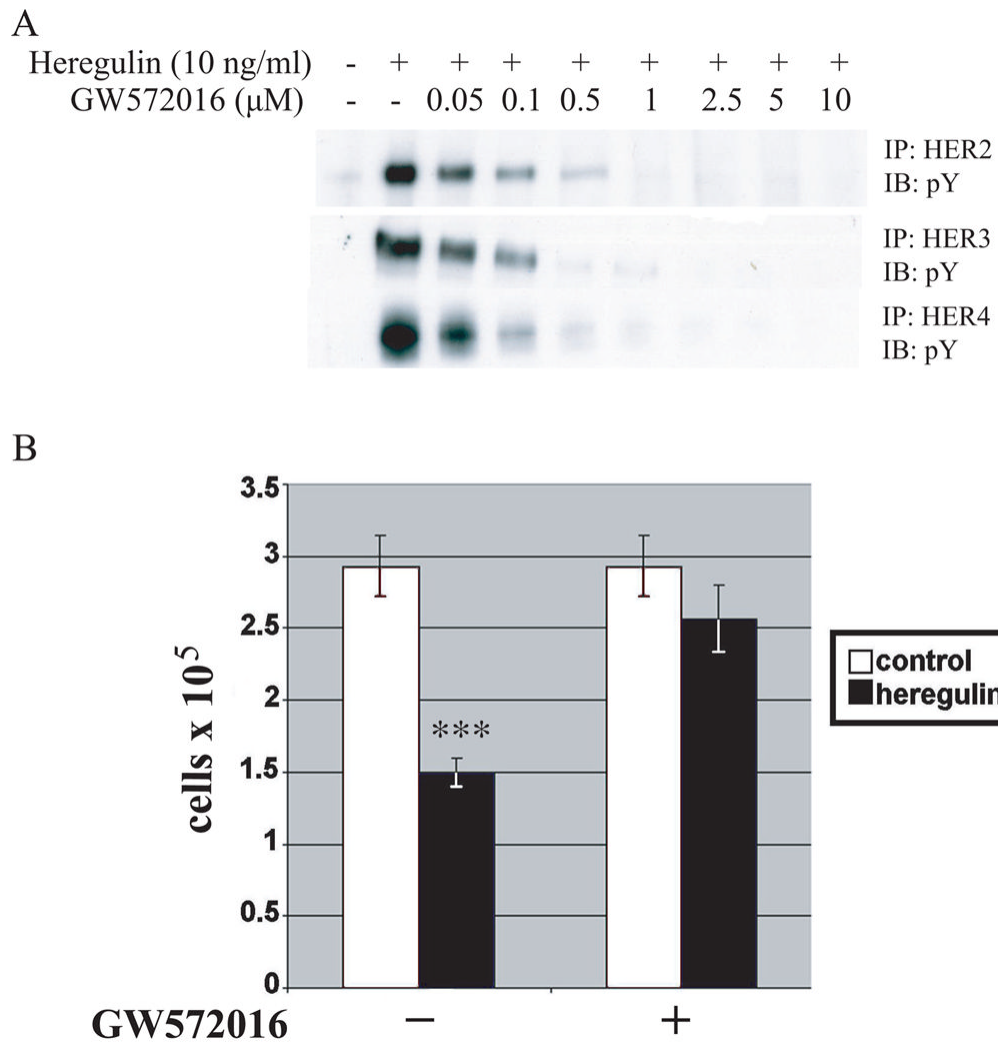 A
Heregulin (10 ng/ml) - + + + + + + + +
GW572016 (µM) - - 0.05 0.1 0.5 1 2.5 5 10
IP: HER2
IB: pY
IP: HER3
IB: pY
IP: HER4
IB: pY
B
3.5
3
2.5
2
1.5
1
0.5
0
cells x 10⁵
***
control
heregulin
GW572016 − +